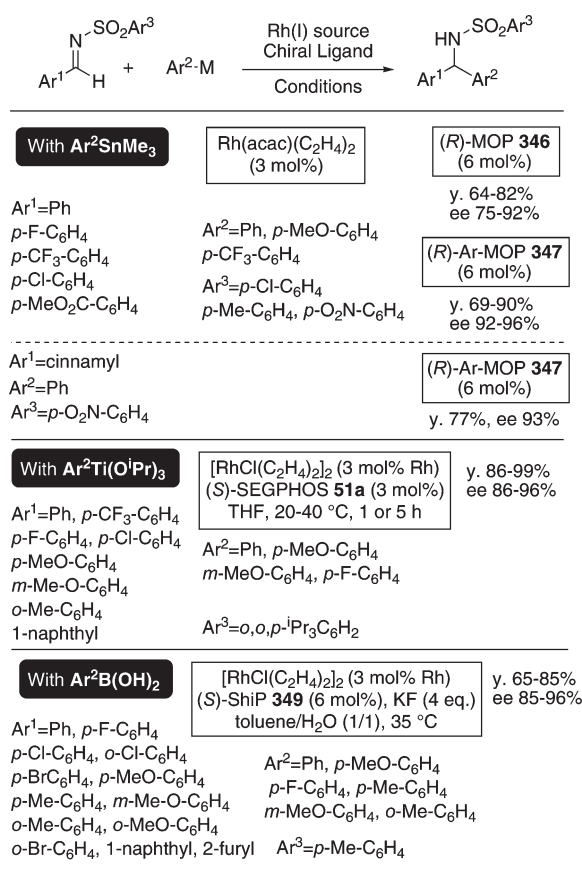 N SO₂Ar³
Ar¹ H
+ Ar²-M
Rh(I) source
Chiral Ligand
Conditions
HN SO₂Ar³
Ar¹ Ar²
With Ar²SnMe₃
Rh(acac)(C₂H₄)₂
(3 mol%)
(R)-MOP 346
(6 mol%)
y. 64-82%
ee 75-92%
Ar¹=Ph
p-F-C₆H₄
p-CF₃-C₆H₄
p-Cl-C₆H₄
p-MeO₂C-C₆H₄
Ar²=Ph, p-MeO-C₆H₄
p-CF₃-C₆H₄
Ar³=p-Cl-C₆H₄
p-Me-C₆H₄, p-O₂N-C₆H₄
(R)-Ar-MOP 347
(6 mol%)
y. 69-90%
ee 92-96%
Ar¹=cinnamyl
Ar²=Ph
Ar³=p-O₂N-C₆H₄
(R)-Ar-MOP 347
(6 mol%)
y. 77%, ee 93%
With Ar²Ti(OⁱPr)₃
[RhCl(C₂H₄)₂]₂ (3 mol% Rh)
(S)-SEGPHOS 51a (3 mol%)
THF, 20-40 °C, 1 or 5 h
y. 86-99%
ee 86-96%
Ar¹=Ph, p-CF₃-C₆H₄
p-F-C₆H₄, p-Cl-C₆H₄
p-MeO-C₆H₄
m-Me-O-C₆H₄
o-Me-C₆H₄
1-naphthyl
Ar²=Ph, p-MeO-C₆H₄
m-MeO-C₆H₄, p-F-C₆H₄
Ar³=o,o,p-ⁱPr₃C₆H₂
With Ar²B(OH)₂
[RhCl(C₂H₄)₂]₂ (3 mol% Rh)
(S)-ShiP 349 (6 mol%), KF (4 eq.)
toluene/H₂O (1/1), 35 °C
y. 65-85%
ee 85-96%
Ar¹=Ph, p-F-C₆H₄
p-Cl-C₆H₄, o-Cl-C₆H₄
p-BrC₆H₄, p-MeO-C₆H₄
p-Me-C₆H₄, m-Me-O-C₆H₄
o-Me-C₆H₄, o-MeO-C₆H₄
o-Br-C₆H₄, 1-naphthyl, 2-furyl
Ar²=Ph, p-MeO-C₆H₄
p-F-C₆H₄, p-Me-C₆H₄
m-MeO-C₆H₄, o-Me-C₆H₄
Ar³=p-Me-C₆H₄